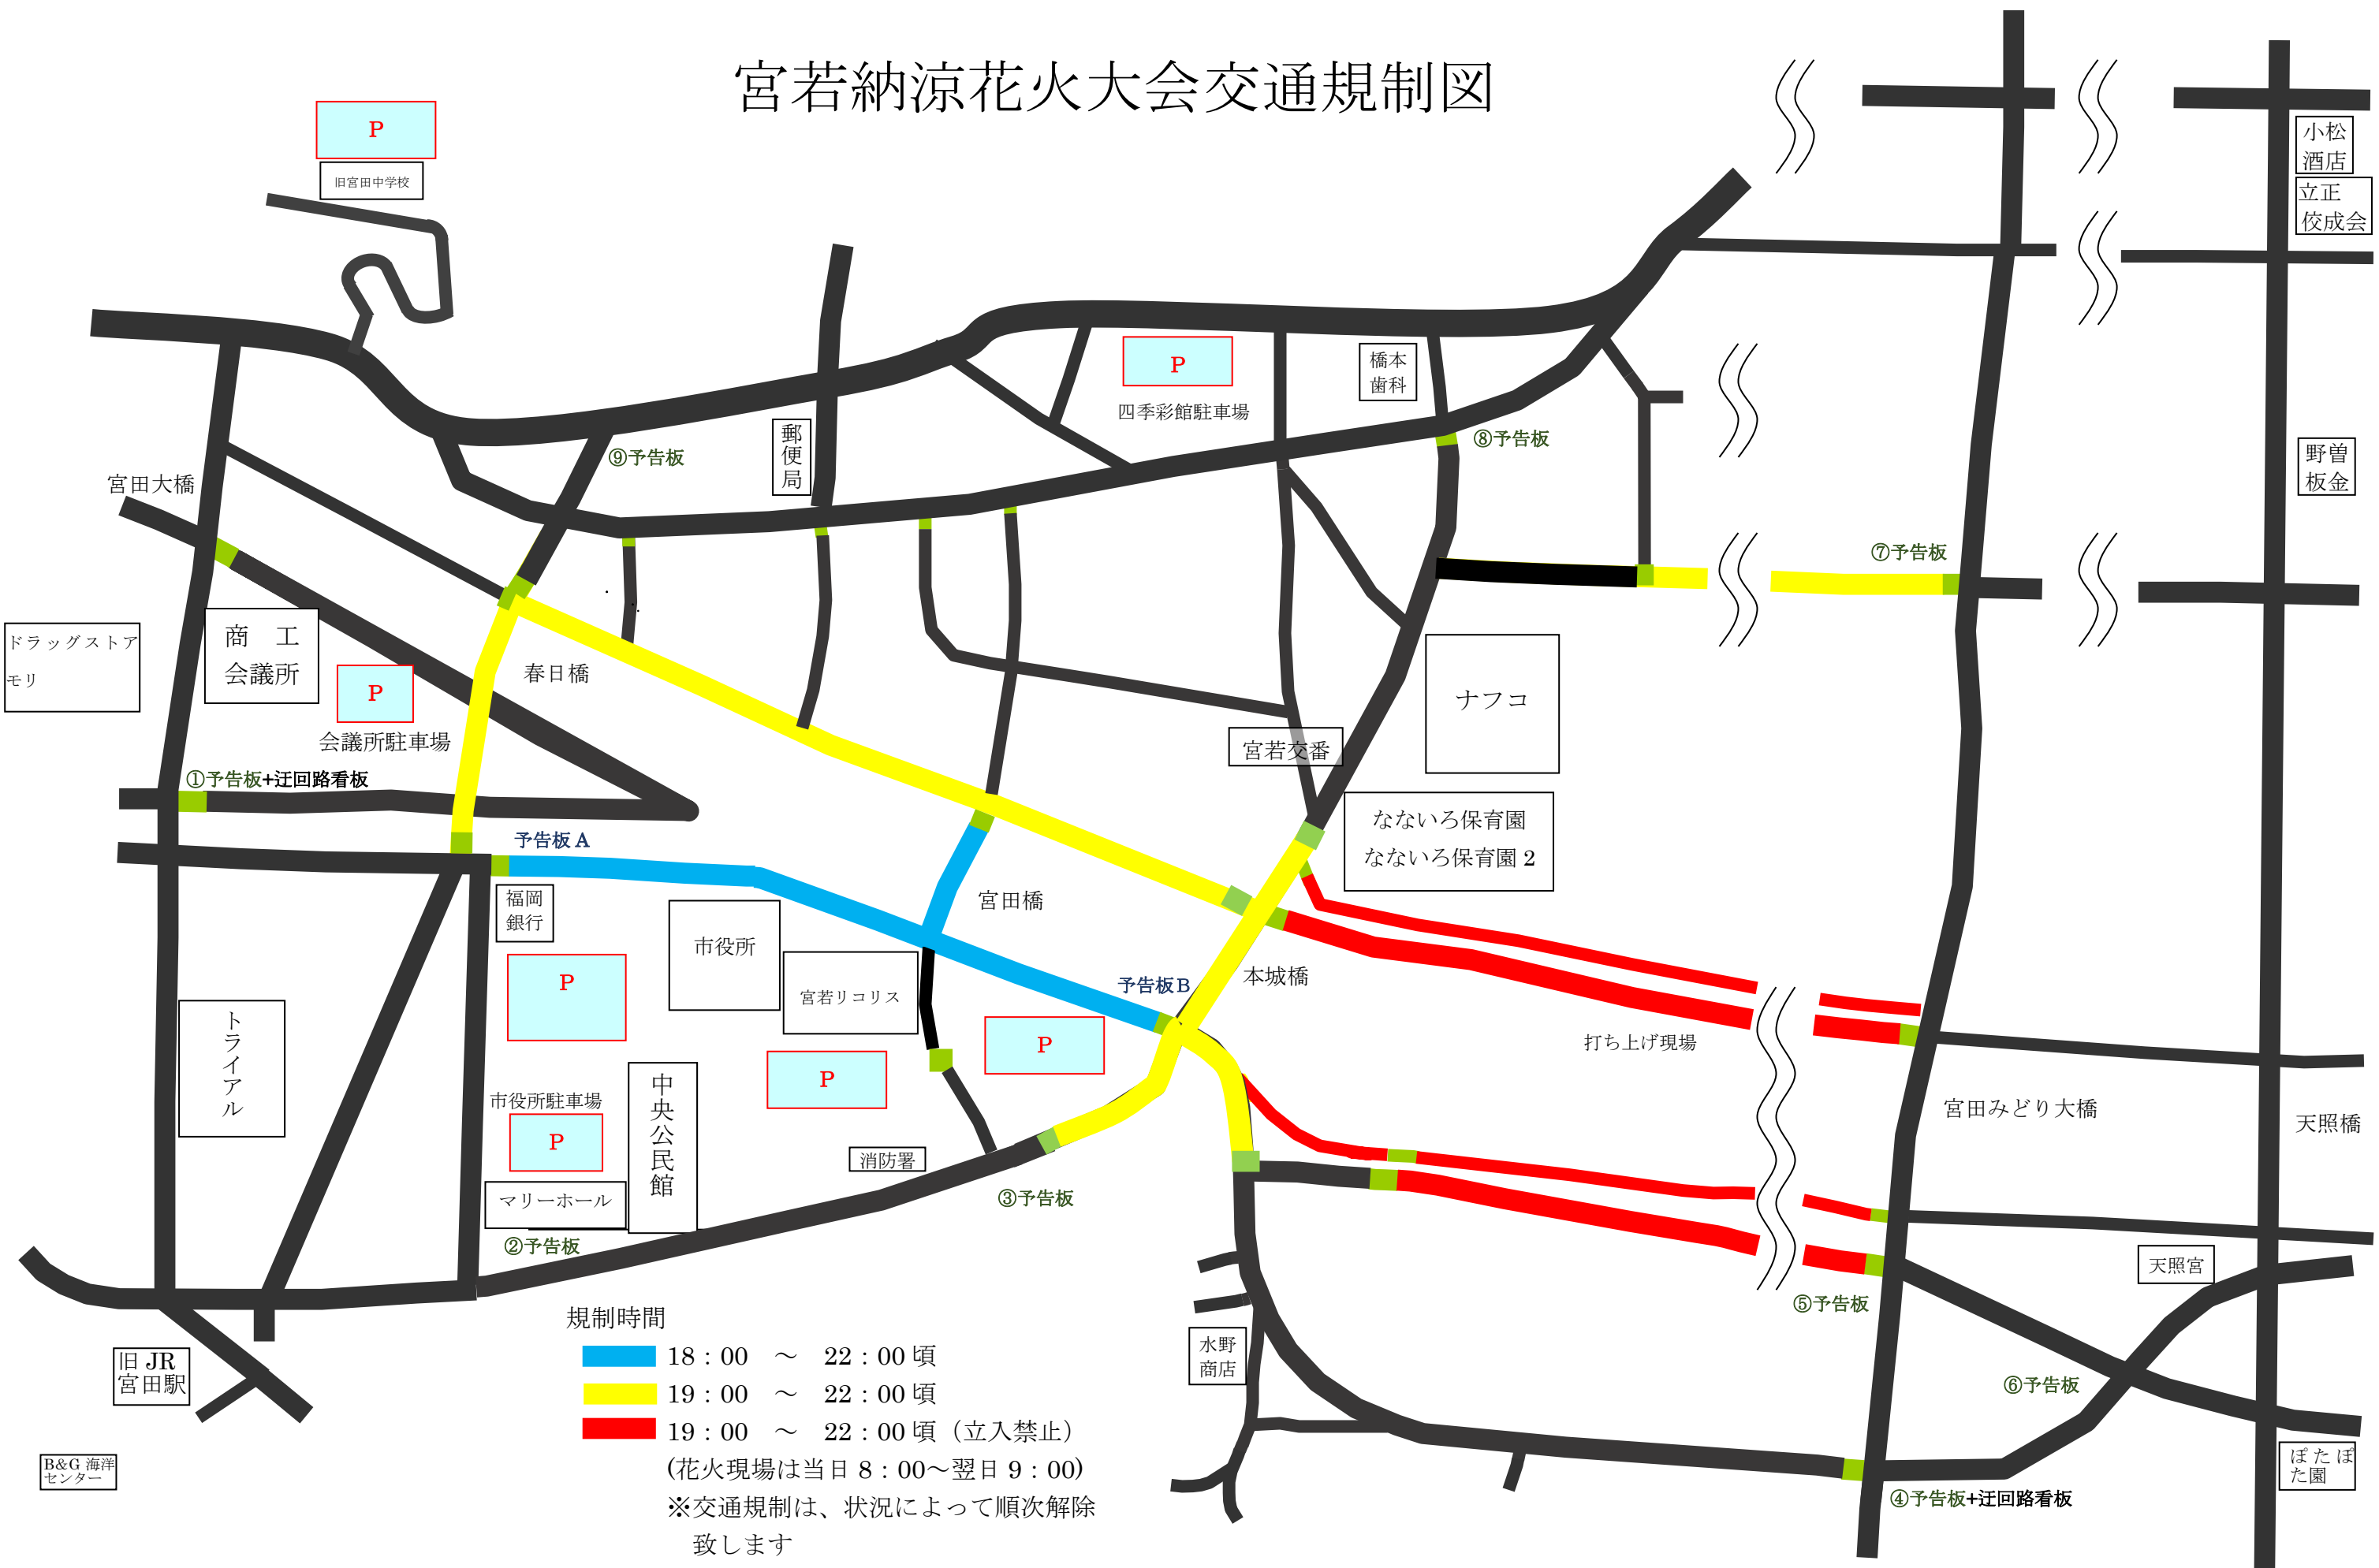 宮若納涼花火大会交通規制図
P
旧宮田中学校
小松
酒店
立正
佼成会
P
四季彩館駐車場
橋本
歯科
⑧予告板
郵便局
⑨予告板
宮田大橋
野曽
板金
⑦予告板
ドラッグストア
モリ
商　工
会議所
P
会議所駐車場
春日橋
ナフコ
宮若交番
①予告板+迂回路看板
予告板A
なないろ保育園
なないろ保育園2
福岡
銀行
宮田橋
市役所
P
宮若リコリス
予告板B
本城橋
トライアル
P
P
打ち上げ現場
中央公民館
市役所駐車場
P
宮田みどり大橋
天照橋
消防署
マリーホール
③予告板
②予告板
天照宮
⑤予告板
旧JR
宮田駅
水野
商店
⑥予告板
B&G海洋
センター
ぽたぽ
た園
④予告板+迂回路看板
規制時間
18：00　～　22：00頃
19：00　～　22：00頃
19：00　～　22：00頃（立入禁止）
(花火現場は当日8：00～翌日9：00)
※交通規制は、状況によって順次解除
致します